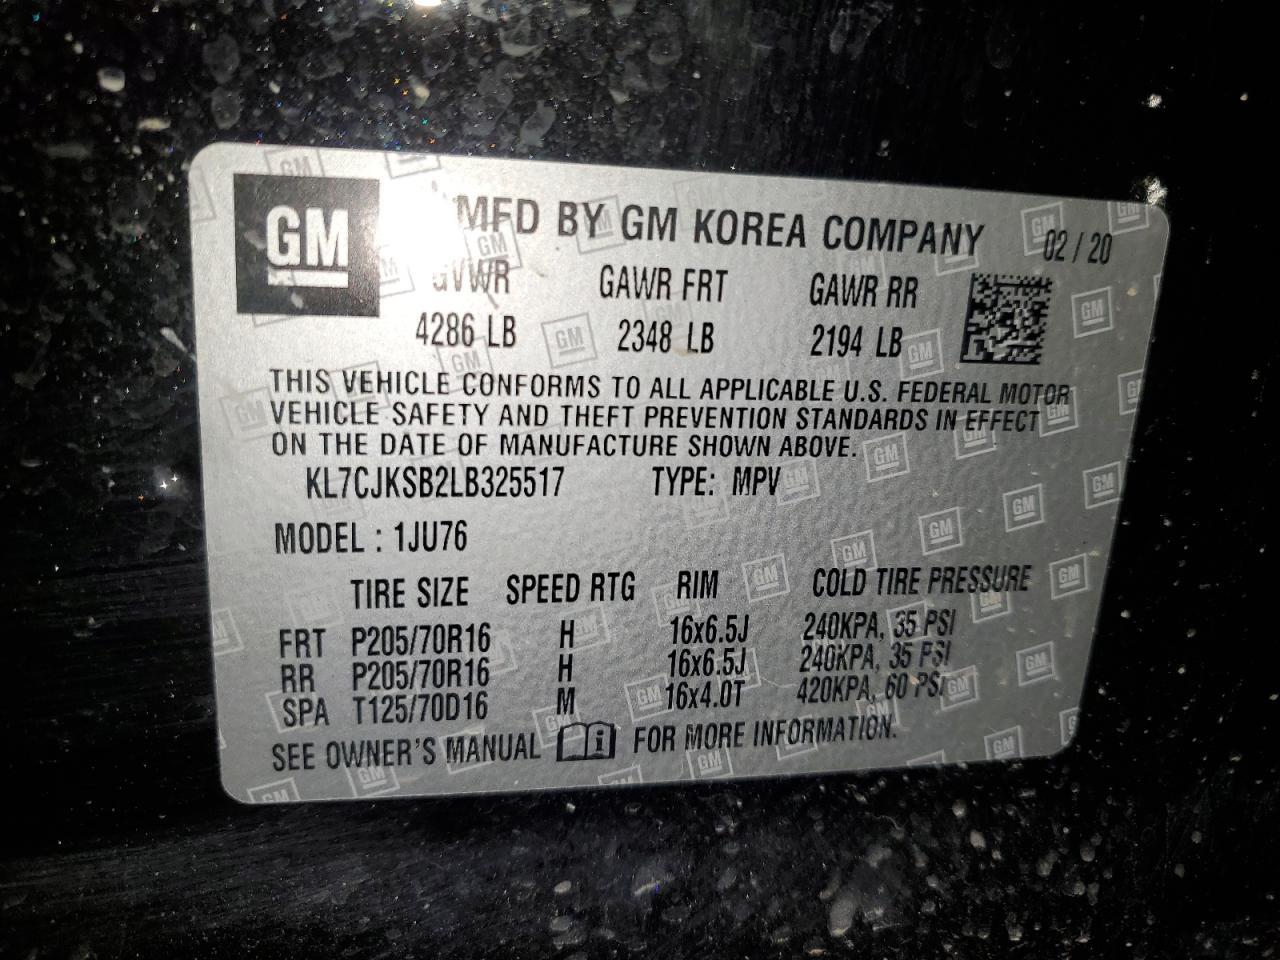 GM
MFD BY GM KOREA COMPANY 02 / 20
GVWR GAWR FRT GAWR RR
4286 LB 2348 LB 2194 LB
THIS VEHICLE CONFORMS TO ALL APPLICABLE U.S. FEDERAL MOTOR
VEHICLE SAFETY AND THEFT PREVENTION STANDARDS IN EFFECT
ON THE DATE OF MANUFACTURE SHOWN ABOVE.
KL7CJKSB2LB325517 TYPE: MPV
MODEL : 1JU76
TIRE SIZE SPEED RTG RIM COLD TIRE PRESSURE
FRT P205/70R16 H 16x6.5J 240KPA, 35 PSI
RR P205/70R16 H 16x6.5J 240KPA, 35 PSI
SPA T125/70D16 M 16x4.0T 420KPA, 60 PSI
SEE OWNER'S MANUAL i FOR MORE INFORMATION.